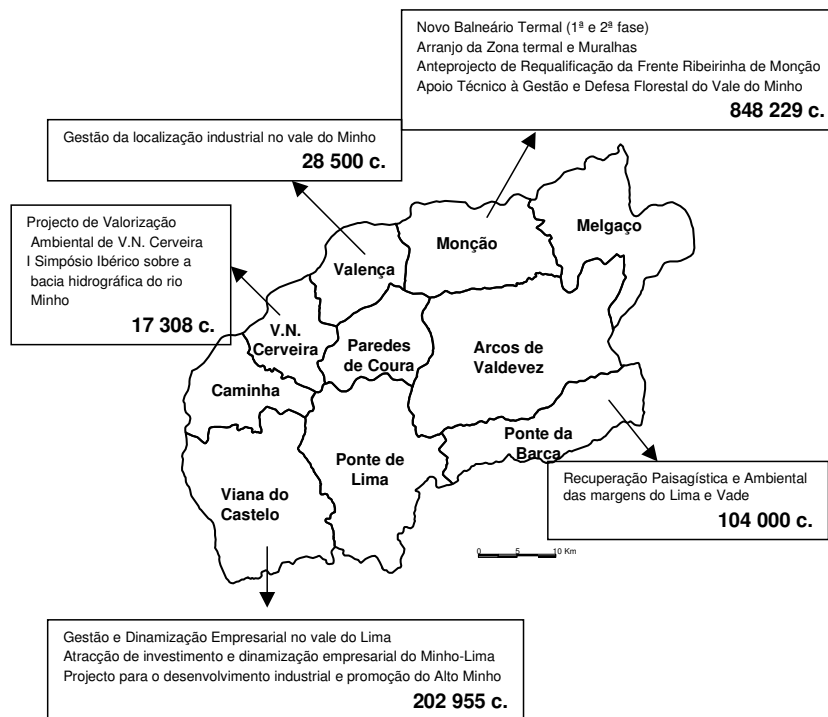 Novo Balneário Termal (1ª e 2ª fase)
Arranjo da Zona termal e Muralhas
Anteprojecto de Requalificação da Frente Ribeirinha de Monção
Apoio Técnico à Gestão e Defesa Florestal do Vale do Minho
848 229 c.
Gestão da localização industrial no vale do Minho
28 500 c.
Projecto de Valorização
Ambiental de V.N. Cerveira
I Simpósio Ibérico sobre a
bacia hidrográfica do rio
Minho
17 308 c.
Melgaço
Monção
Valença
V.N.
Cerveira
Paredes
de Coura
Arcos de
Valdevez
Caminha
Ponte da
Barca
Ponte de
Lima
Viana do
Castelo
Recuperação Paisagística e Ambiental
das margens do Lima e Vade
104 000 c.
0 5 10 Km
Gestão e Dinamização Empresarial no vale do Lima
Atracção de investimento e dinamização empresarial do Minho-Lima
Projecto para o desenvolvimento industrial e promoção do Alto Minho
202 955 c.